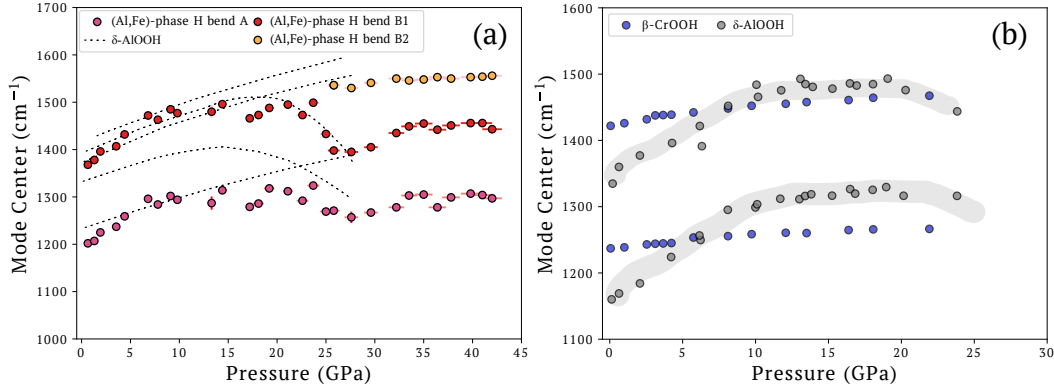 (Al,Fe)-phase H bend A
(Al,Fe)-phase H bend B1
δ-AlOOH
(Al,Fe)-phase H bend B2
(a)
1700
1600
1500
1400
1300
1200
1100
1000
Mode Center (cm⁻¹)
0
5
10
15
20
25
30
35
40
45
Pressure (GPa)
β-CrOOH
δ-AlOOH
(b)
1600
1500
1400
1300
1200
1100
Mode Center (cm⁻¹)
0
5
10
15
20
25
30
Pressure (GPa)